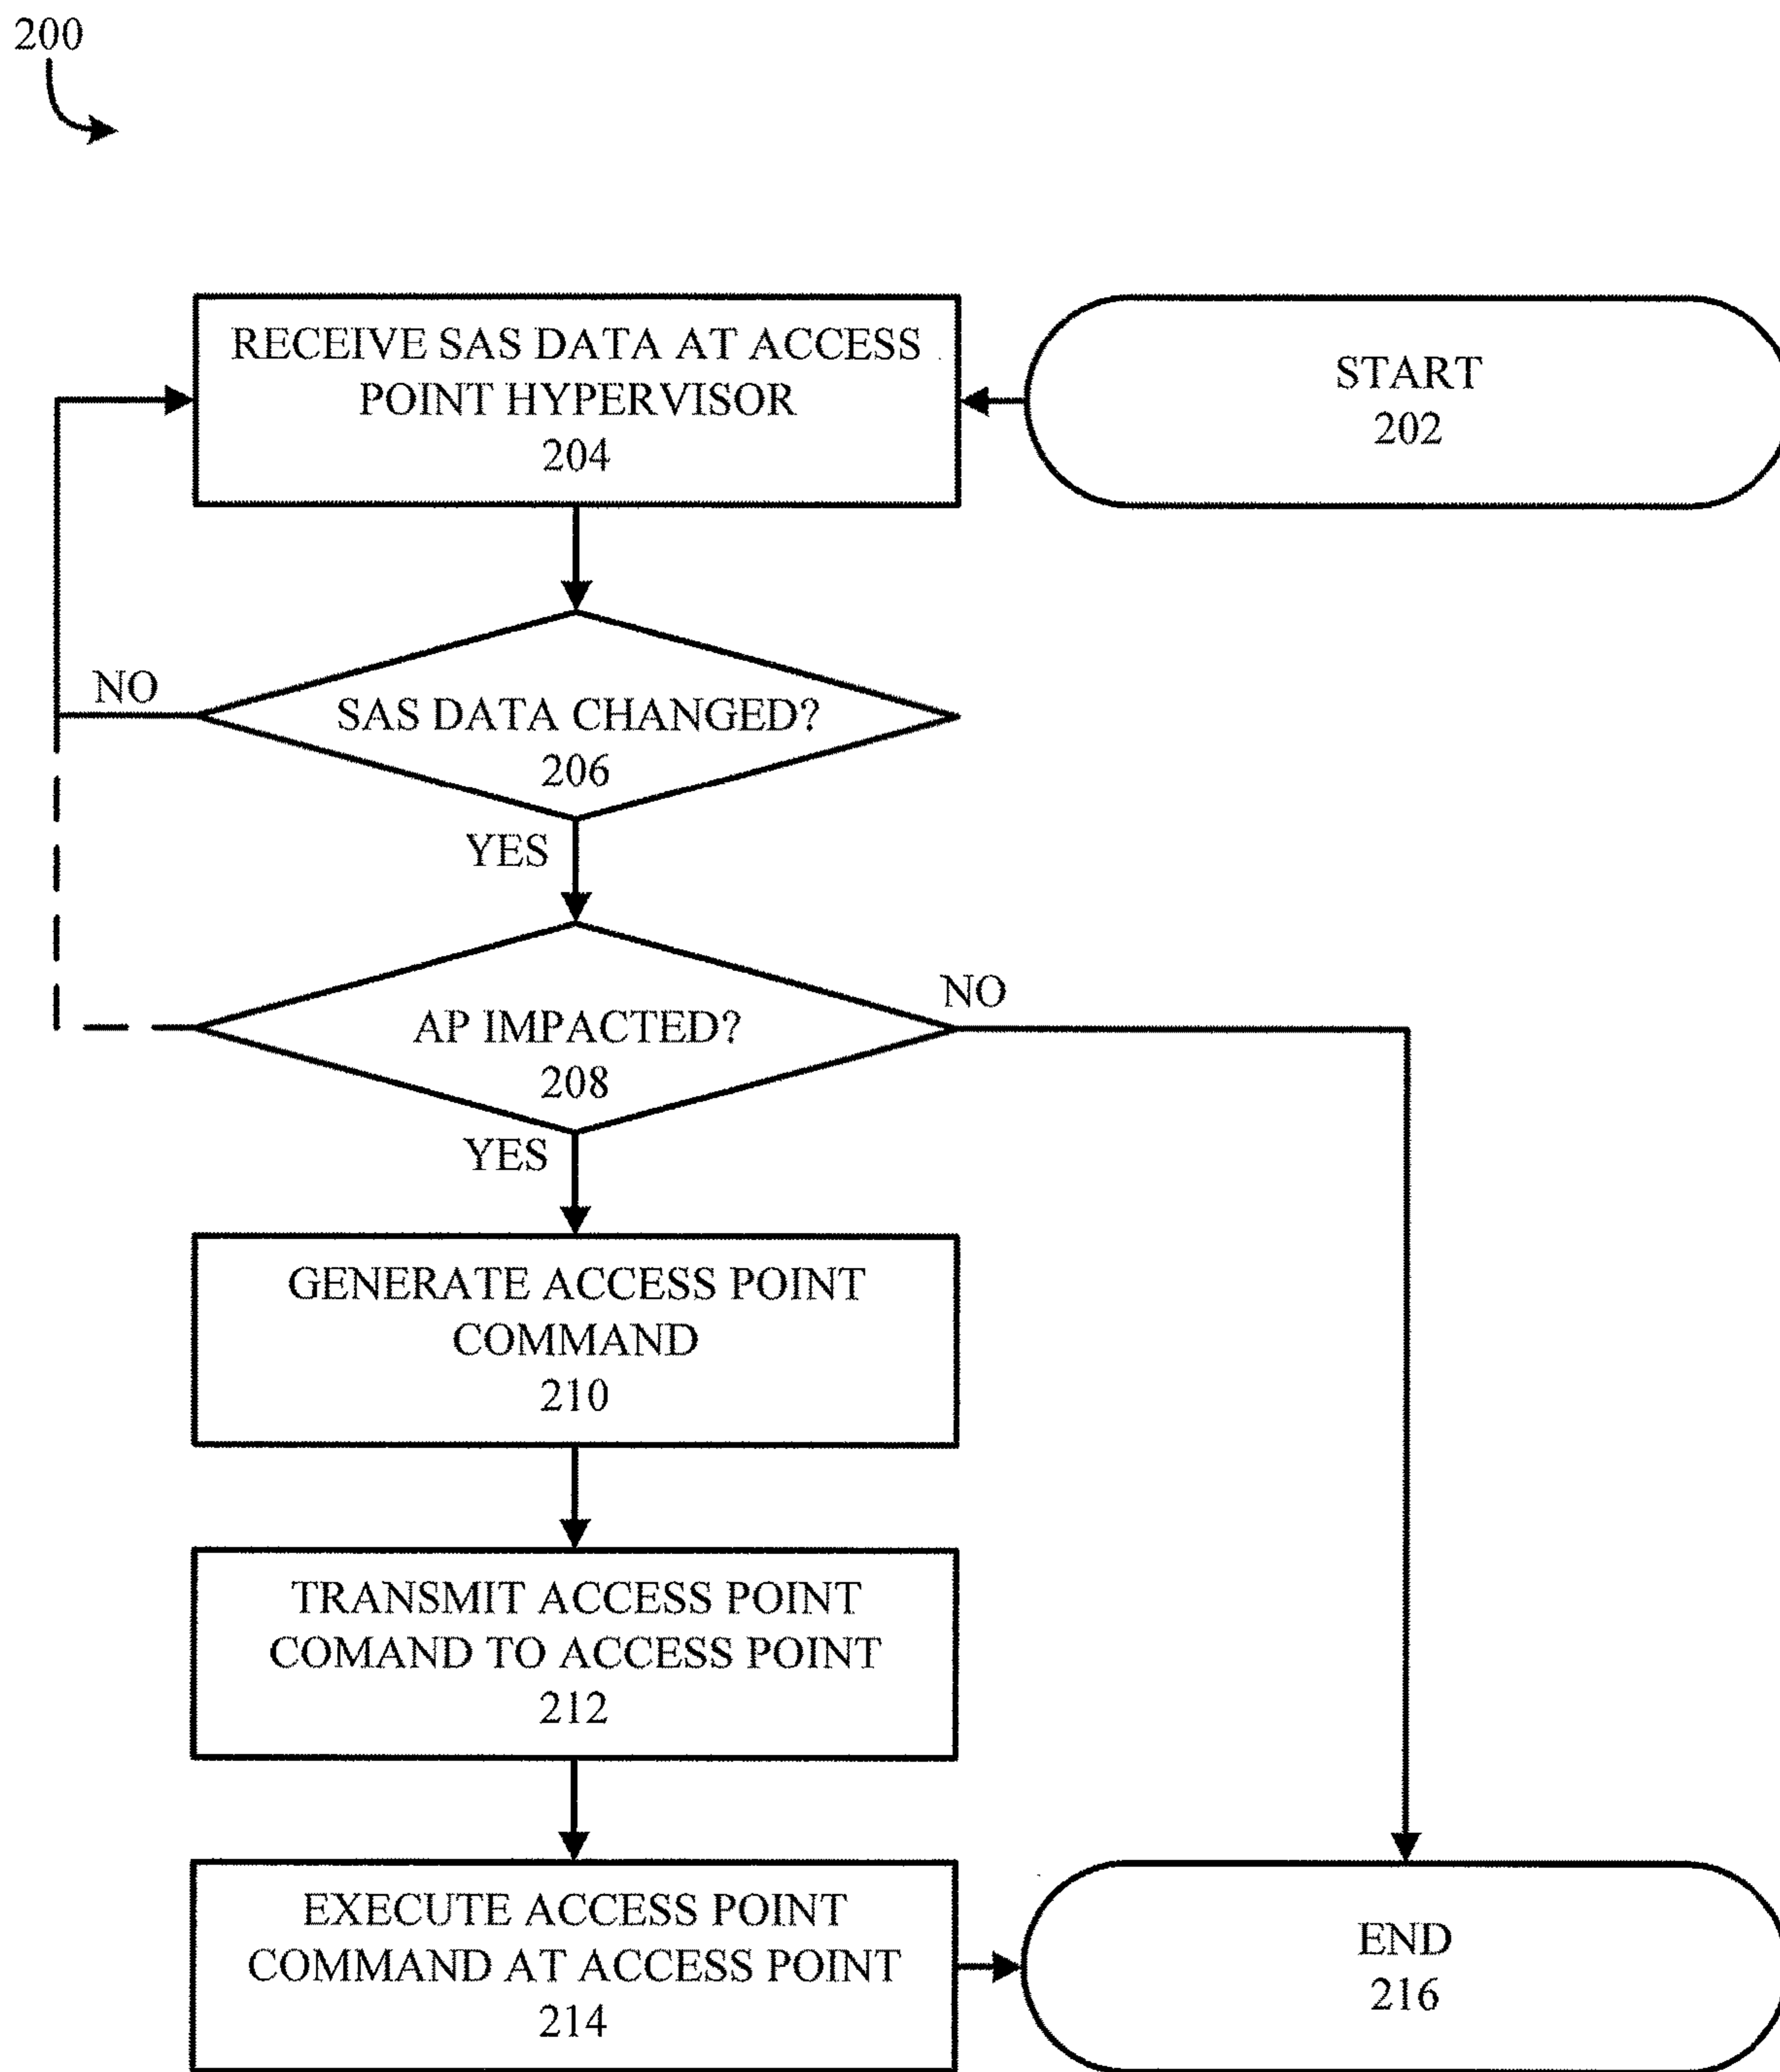 200
RECEIVE SAS DATA AT ACCESS
POINT HYPERVISOR
204
START
202
NO
SAS DATA CHANGED?
206
YES
NO
AP IMPACTED?
208
YES
GENERATE ACCESS POINT
COMMAND
210
TRANSMIT ACCESS POINT
COMAND TO ACCESS POINT
212
EXECUTE ACCESS POINT
COMMAND AT ACCESS POINT
214
END
216